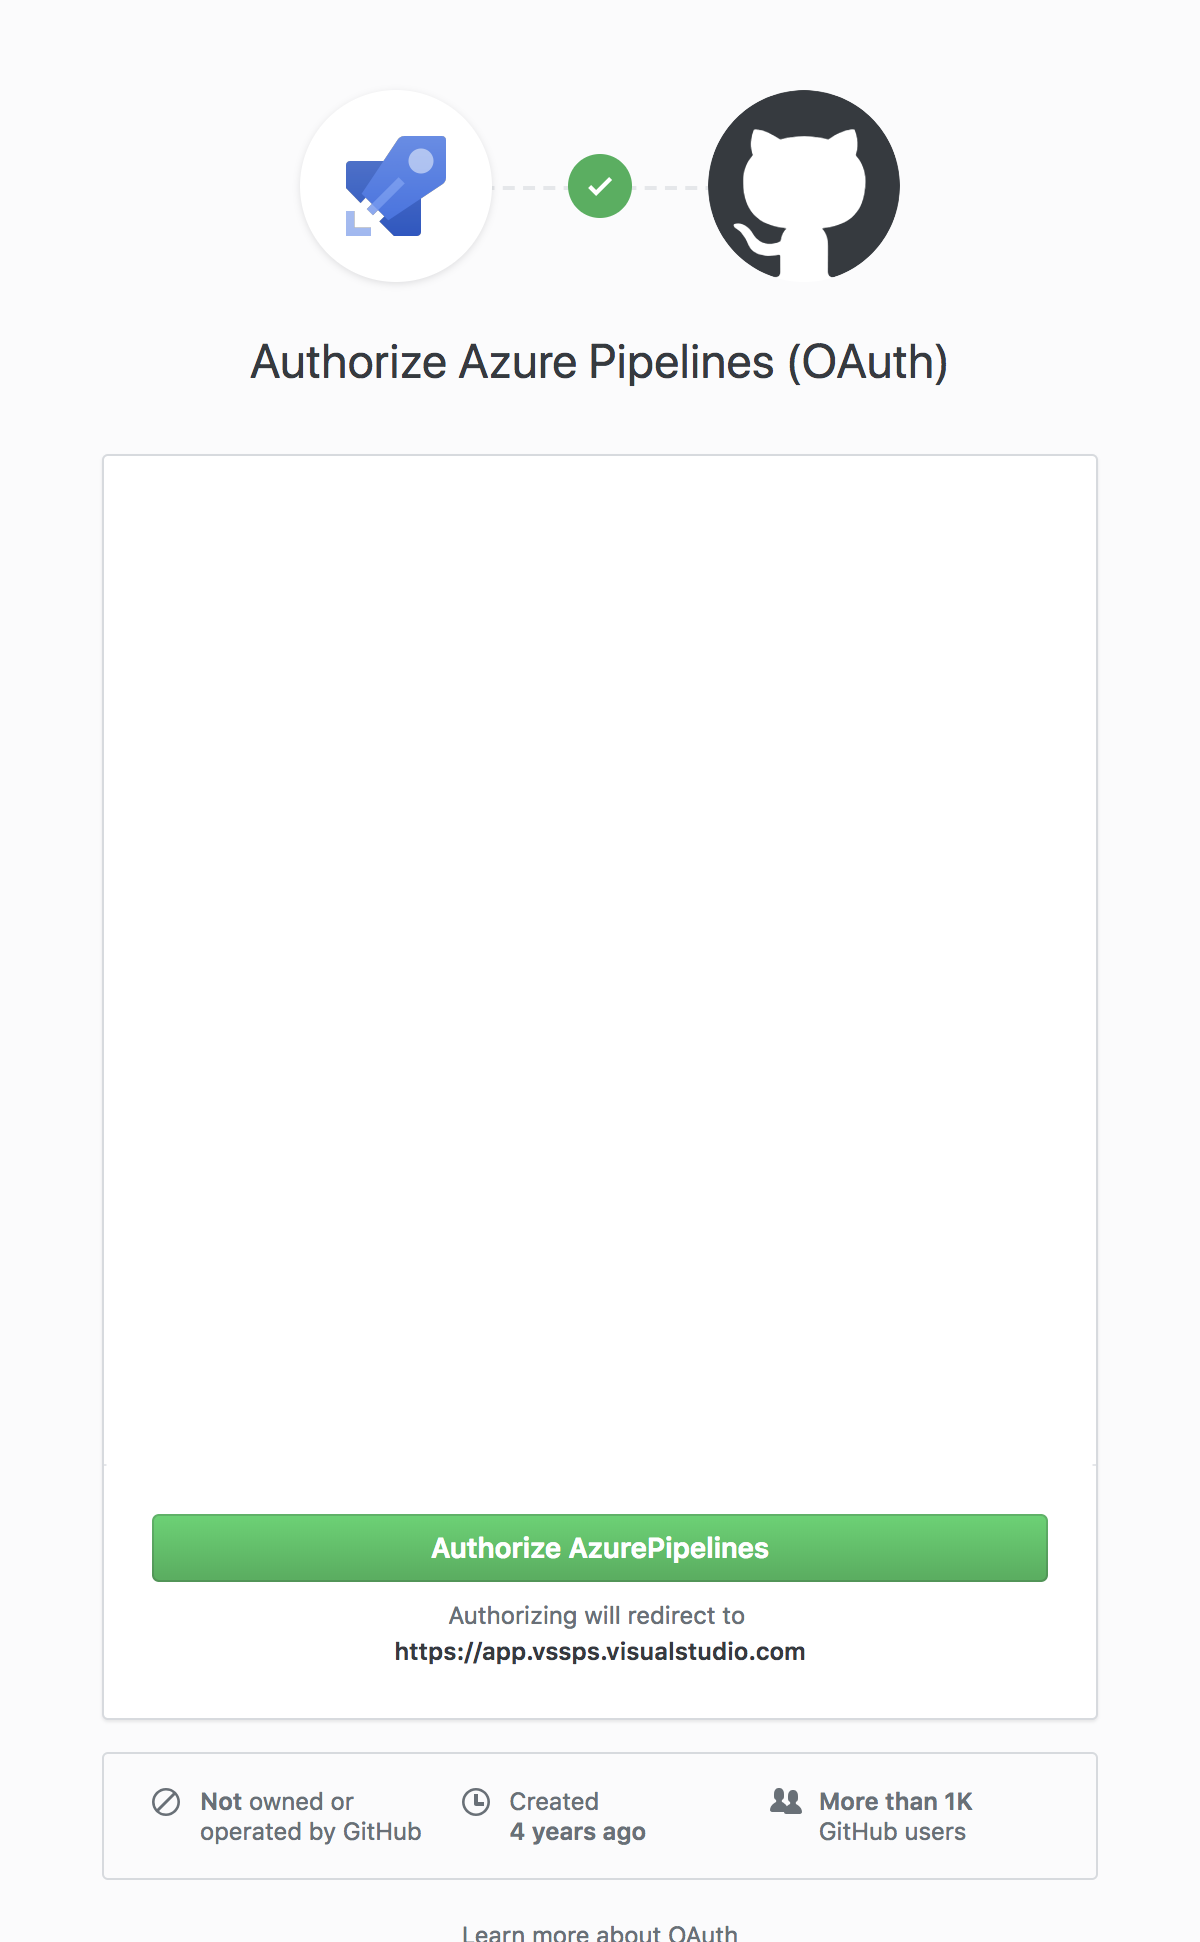 Authorize Azure Pipelines (OAuth)
Authorize AzurePipelines
Authorizing will redirect to
https://app.vssps.visualstudio.com
Not owned or
operated by GitHub
Created
4 years ago
More than 1K
GitHub users
Learn more about OAuth